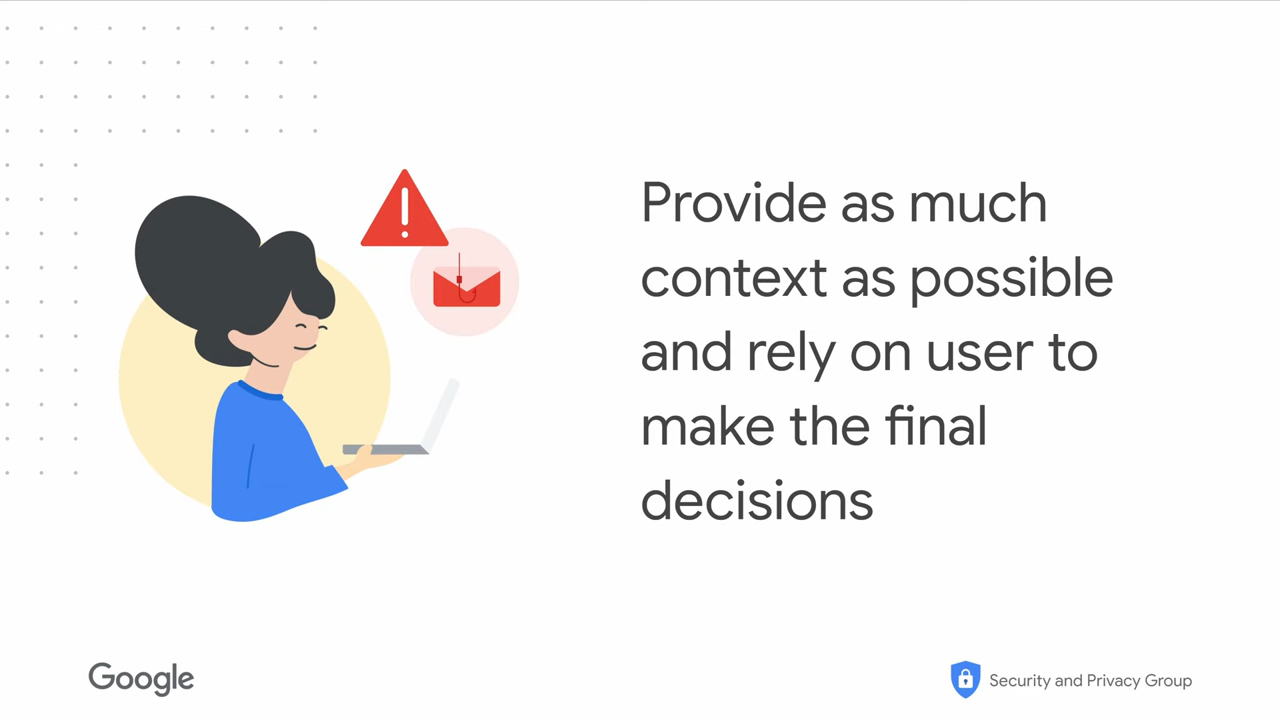 Provide as much
context as possible
and rely on user to
make the final
decisions
Google
Security and Privacy Group